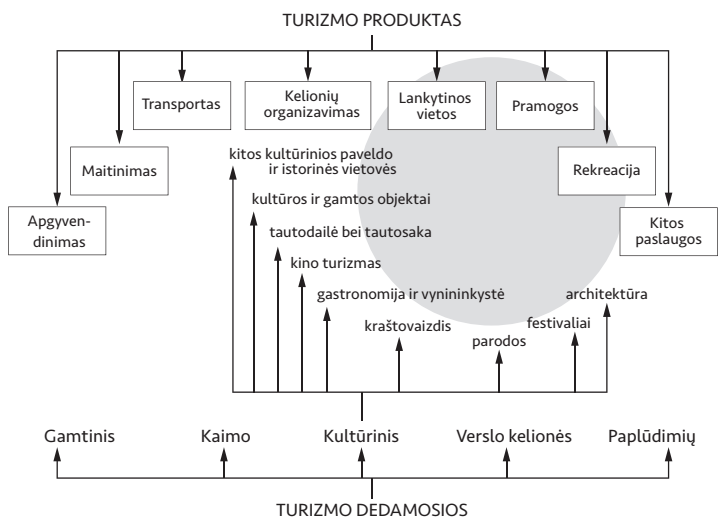 TURIZMO PRODUKTAS
Transportas
Kelionių
organizavimas
Lankytinos
vietos
Pramogos
Maitinimas
kitos kultūrinios paveldo
ir istorinės vietovės
Rekreacija
kultūros ir gamtos objektai
Apgyven-
dinimas
Kitos
paslaugos
tautodailė bei tautosaka
kino turizmas
gastronomija ir vynininkystė
architektūra
kraštovaizdis
festivaliai
parodos
Gamtinis
Kaimo
Kultūrinis
Verslo kelionės
Paplūdimių
TURIZMO DEDAMOSIOS